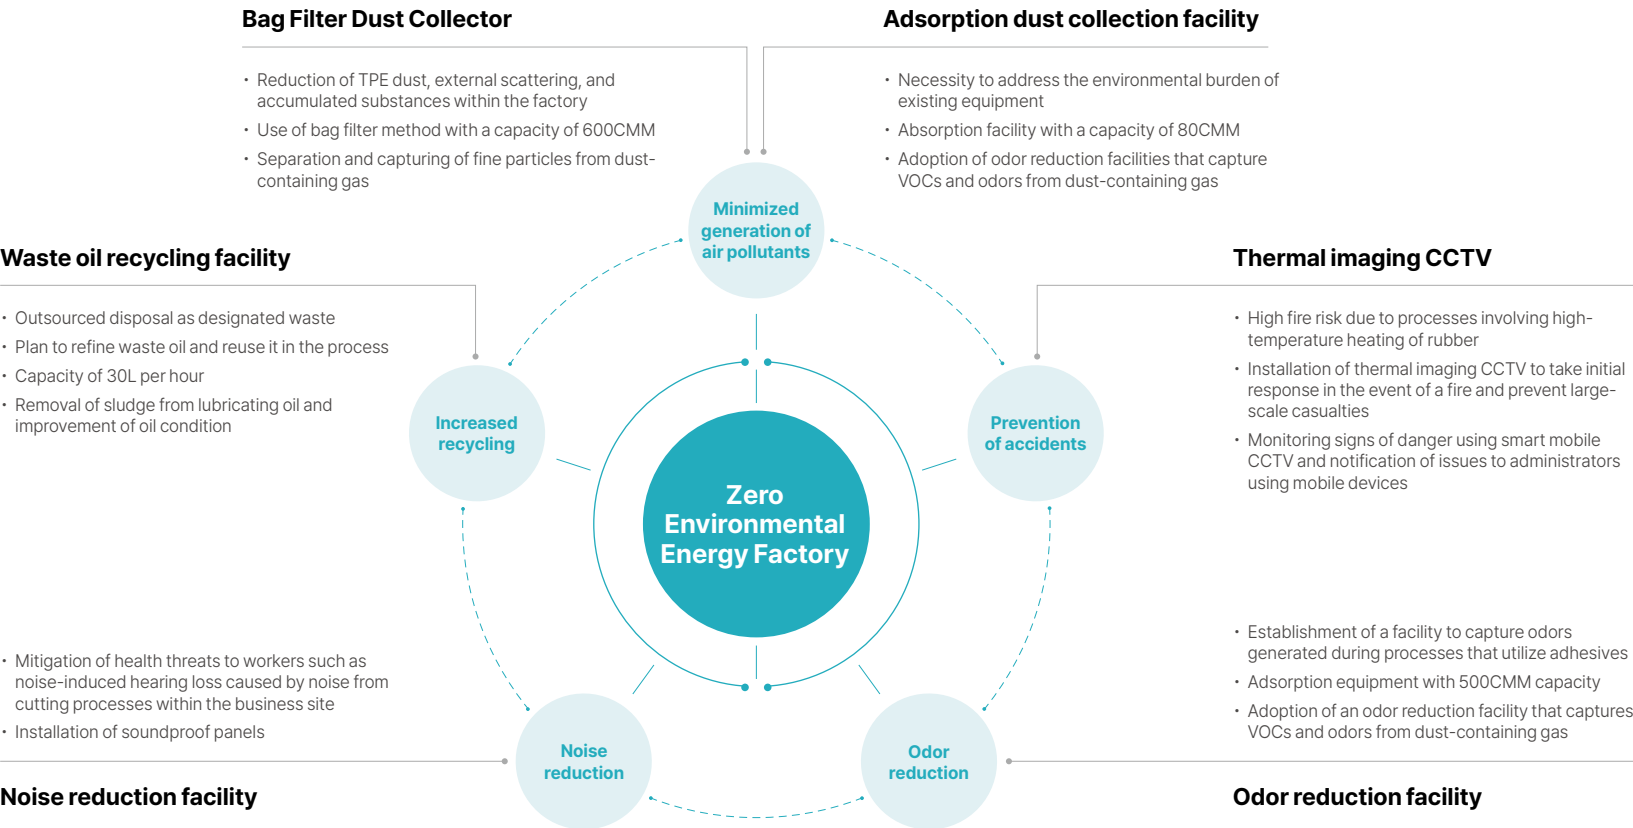 Bag Filter Dust Collector
• Reduction of TPE dust, external scattering, and
accumulated substances within the factory
• Use of bag filter method with a capacity of 600CMM
• Separation and capturing of fine particles from dust-
containing gas
Adsorption dust collection facility
• Necessity to address the environmental burden of
existing equipment
• Absorption facility with a capacity of 80CMM
• Adoption of odor reduction facilities that capture
VOCs and odors from dust-containing gas
Minimized
generation of
air pollutants
Waste oil recycling facility
• Outsourced disposal as designated waste
• Plan to refine waste oil and reuse it in the process
• Capacity of 30L per hour
• Removal of sludge from lubricating oil and
improvement of oil condition
Increased
recycling
Thermal imaging CCTV
• High fire risk due to processes involving high-
temperature heating of rubber
• Installation of thermal imaging CCTV to take initial
response in the event of a fire and prevent large-
scale casualties
• Monitoring signs of danger using smart mobile
CCTV and notification of issues to administrators
using mobile devices
Prevention
of accidents
Zero
Environmental
Energy Factory
• Mitigation of health threats to workers such as
noise-induced hearing loss caused by noise from
cutting processes within the business site
• Installation of soundproof panels
Noise reduction facility
Noise
reduction
Odor
reduction
• Establishment of a facility to capture odors
generated during processes that utilize adhesives
• Adsorption equipment with 500CMM capacity
• Adoption of an odor reduction facility that captures
VOCs and odors from dust-containing gas
Odor reduction facility